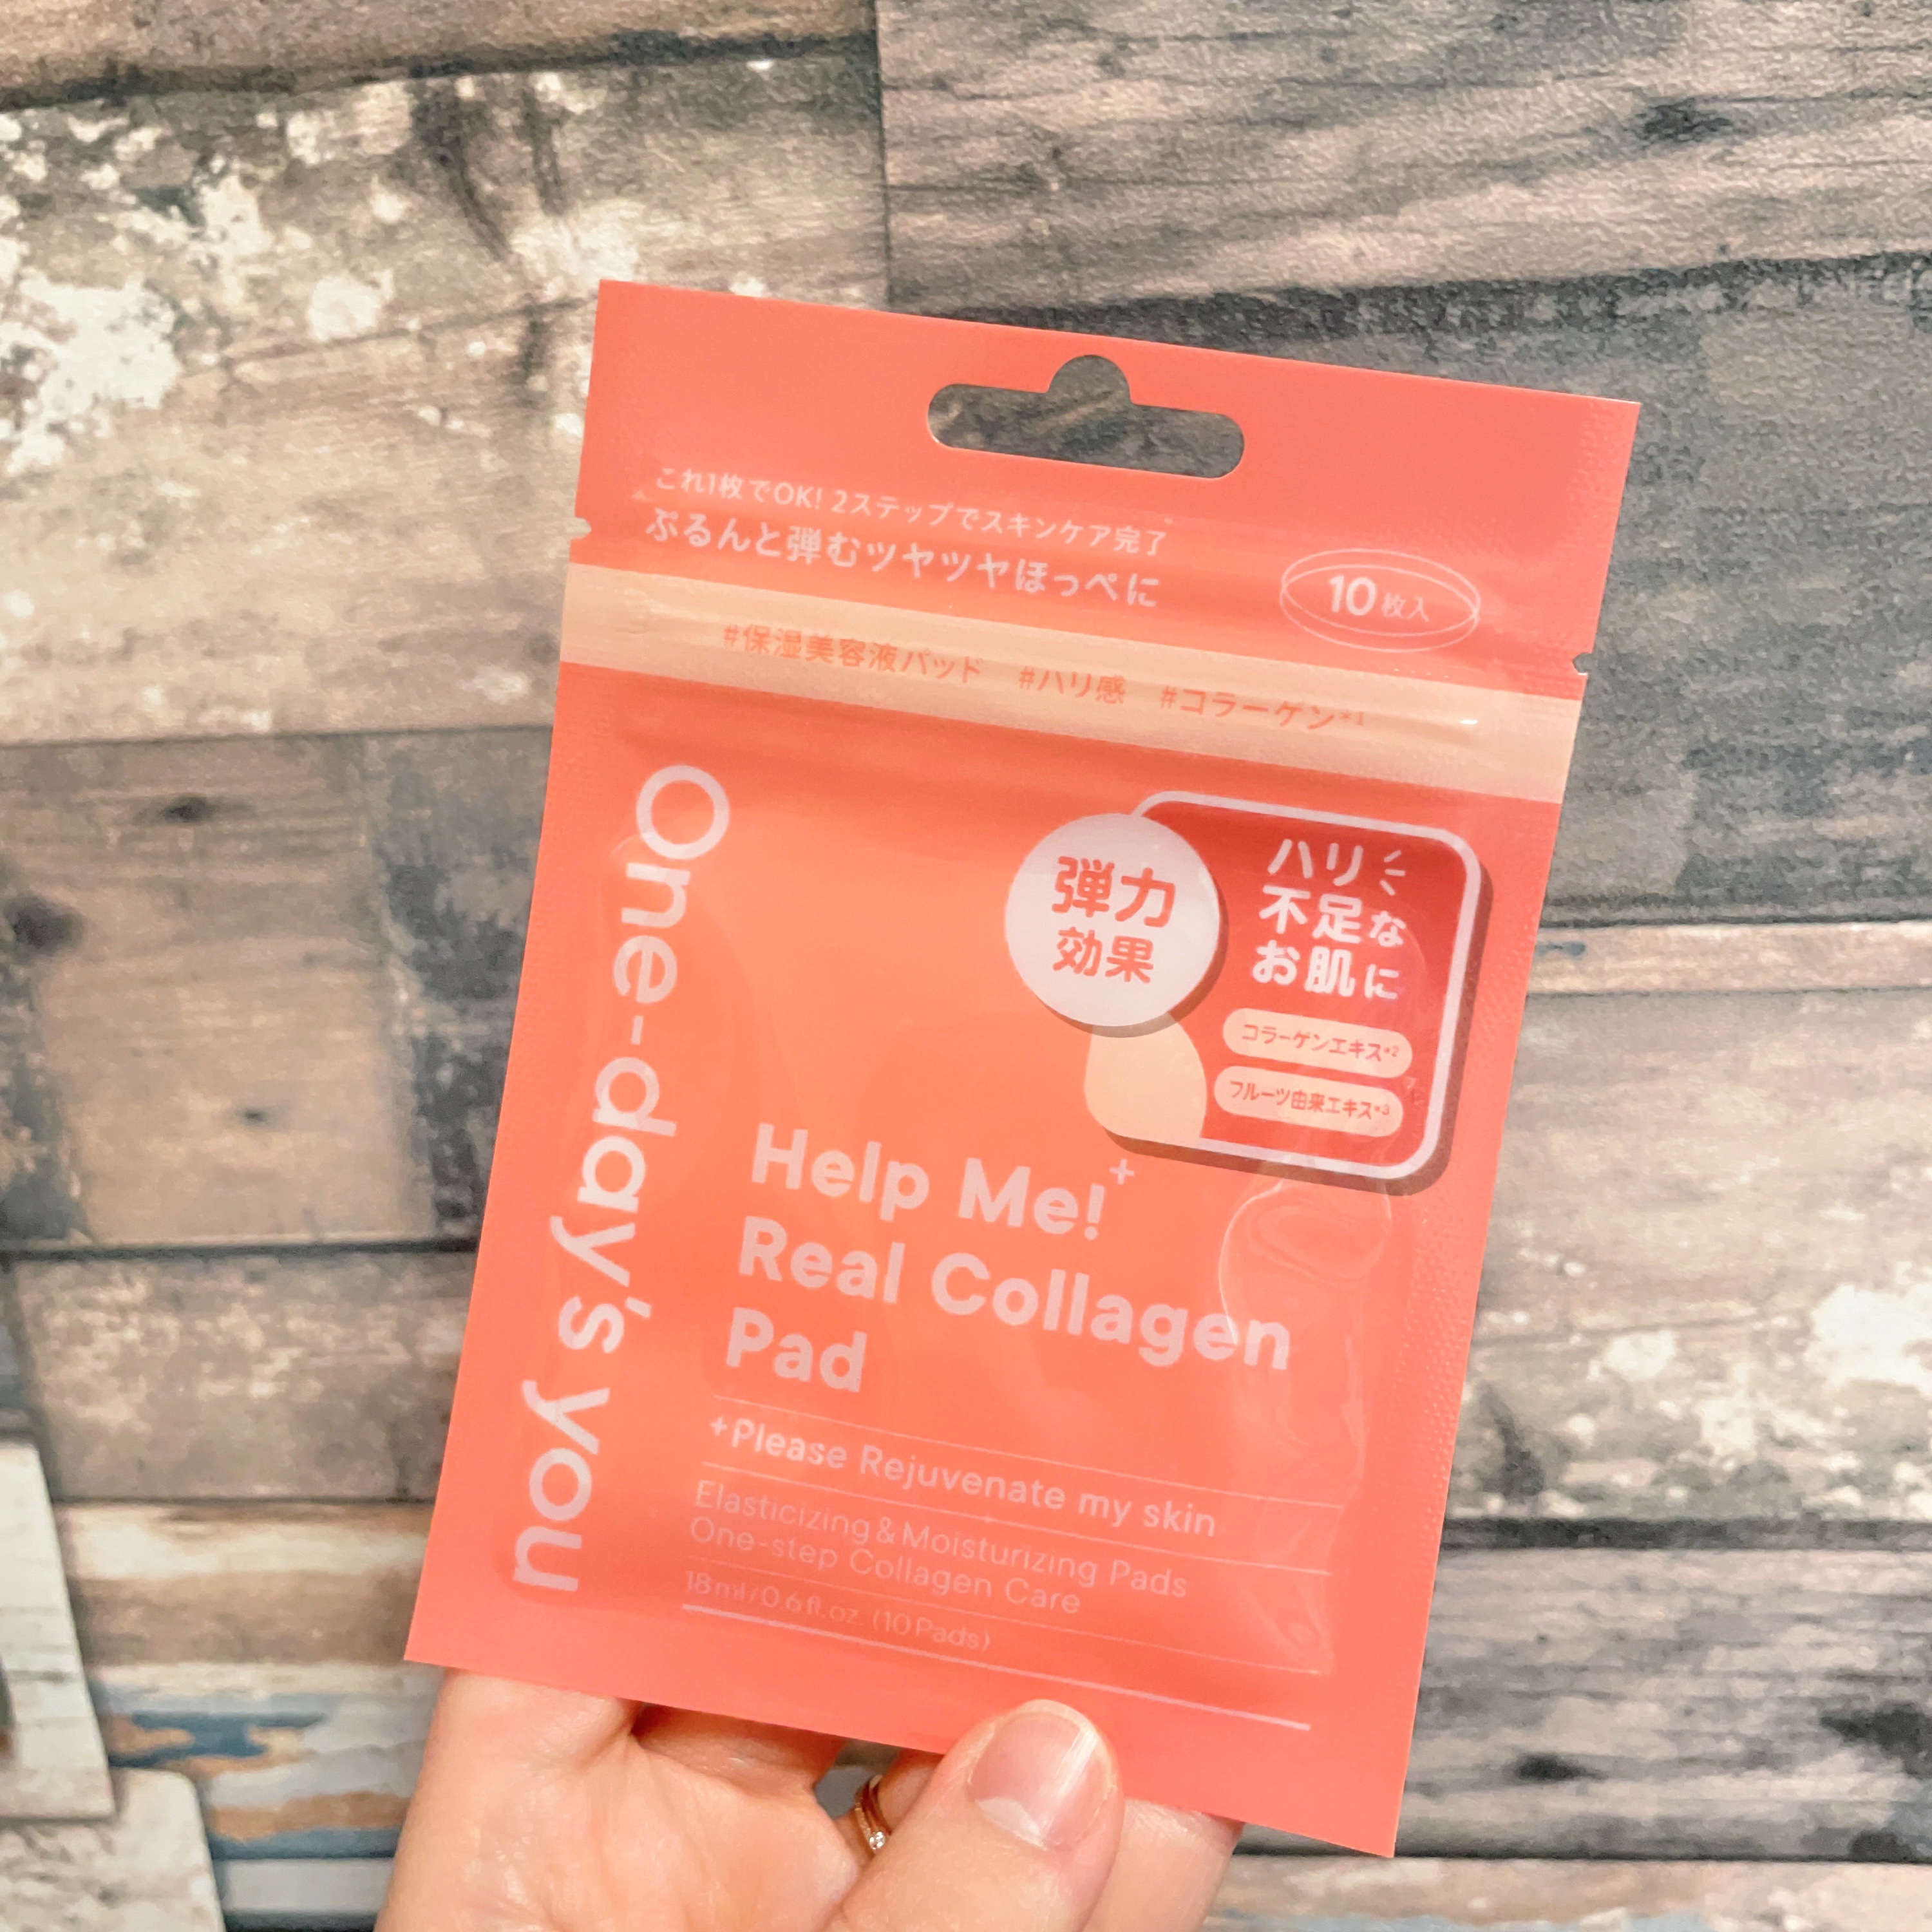 これ1枚でOK! 2ステップでスキンケア完了
ぷるんと弾むツヤツヤほっぺに
10枚入
#保湿美容液パッド #ハリ感 #コラーゲン*1
One-day's you
弾力
効果
ハリ
不足な
お肌に
コラーゲンエキス*2
フルーツ由来エキス*3
Help Me!+
Real Collagen
Pad
+Please Rejuvenate my skin
Elasticizing & Moisturizing Pads
One-step Collagen Care
18ml/0.6fl.oz. (10Pads)